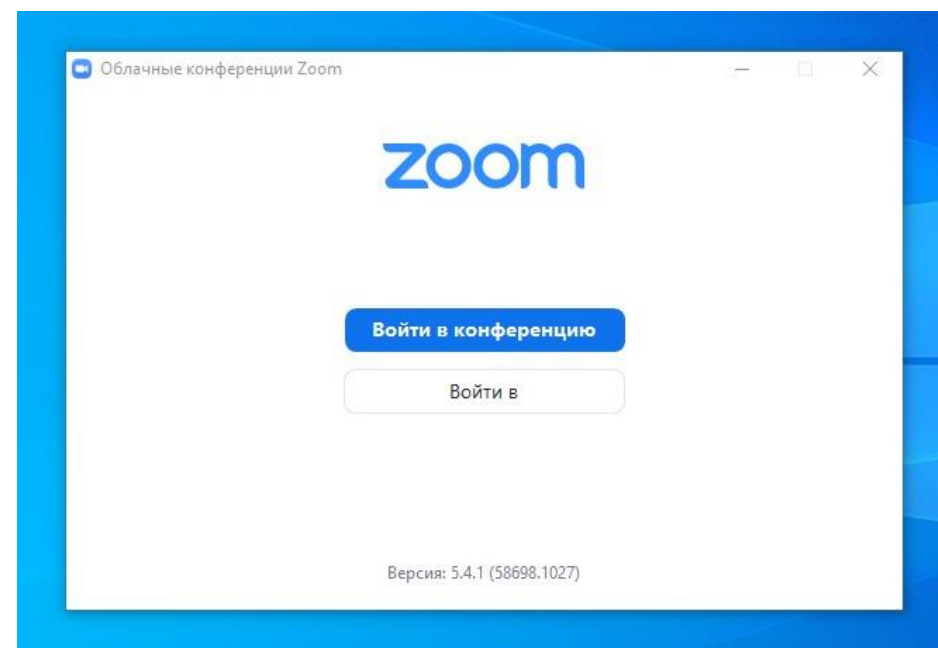 Облачные конференции Zoom
zoom
Войти в конференцию
Войти в
Версия: 5.4.1 (58698.1027)